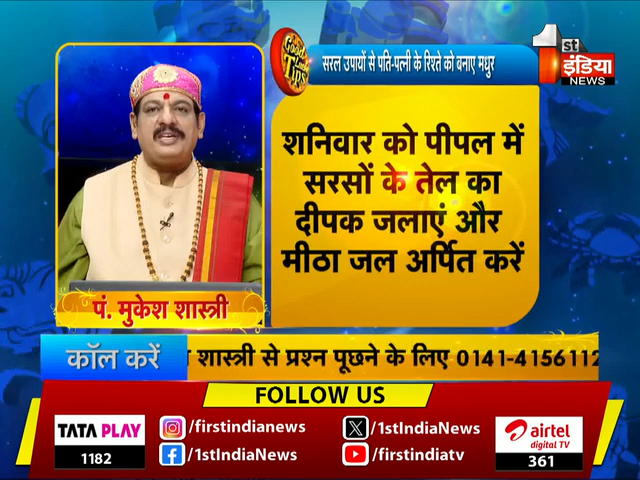 Good Luck Tips
सरल उपायों से पति-पत्नी के रिश्ते को बनाए मधुर
1st
इंडिया
NEWS
शनिवार को पीपल में
सरसों के तेल का
दीपक जलाएं और
मीठा जल अर्पित करें
पं. मुकेश शास्त्री
कॉल करें
शास्त्री से प्रश्न पूछने के लिए 0141-4156112
FOLLOW US
TATA PLAY
1182
/firstindianews
/1stIndiaNews
/1stIndiaNews
/firstindiatv
airtel
digital TV
361